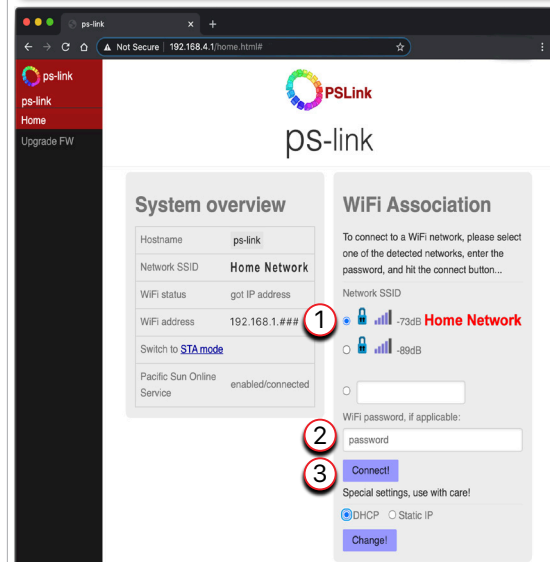 ps-link
Not Secure | 192.168.4.1/home.html#
ps-link
ps-link
Home
Upgrade FW
PSLink
ps-link
System overview
Hostname ps-link
Network SSID Home Network
WiFi status got IP address
WiFi address 192.168.1.###
Switch to STA mode
Pacific Sun Online
Service
enabled/connected
WiFi Association
To connect to a WiFi network, please select
one of the detected networks, enter the
password, and hit the connect button...
Network SSID
1 -73dB Home Network
-89dB
WiFi password, if applicable:
2 password
3 Connect!
Special settings, use with care!
DHCP Static IP
Change!